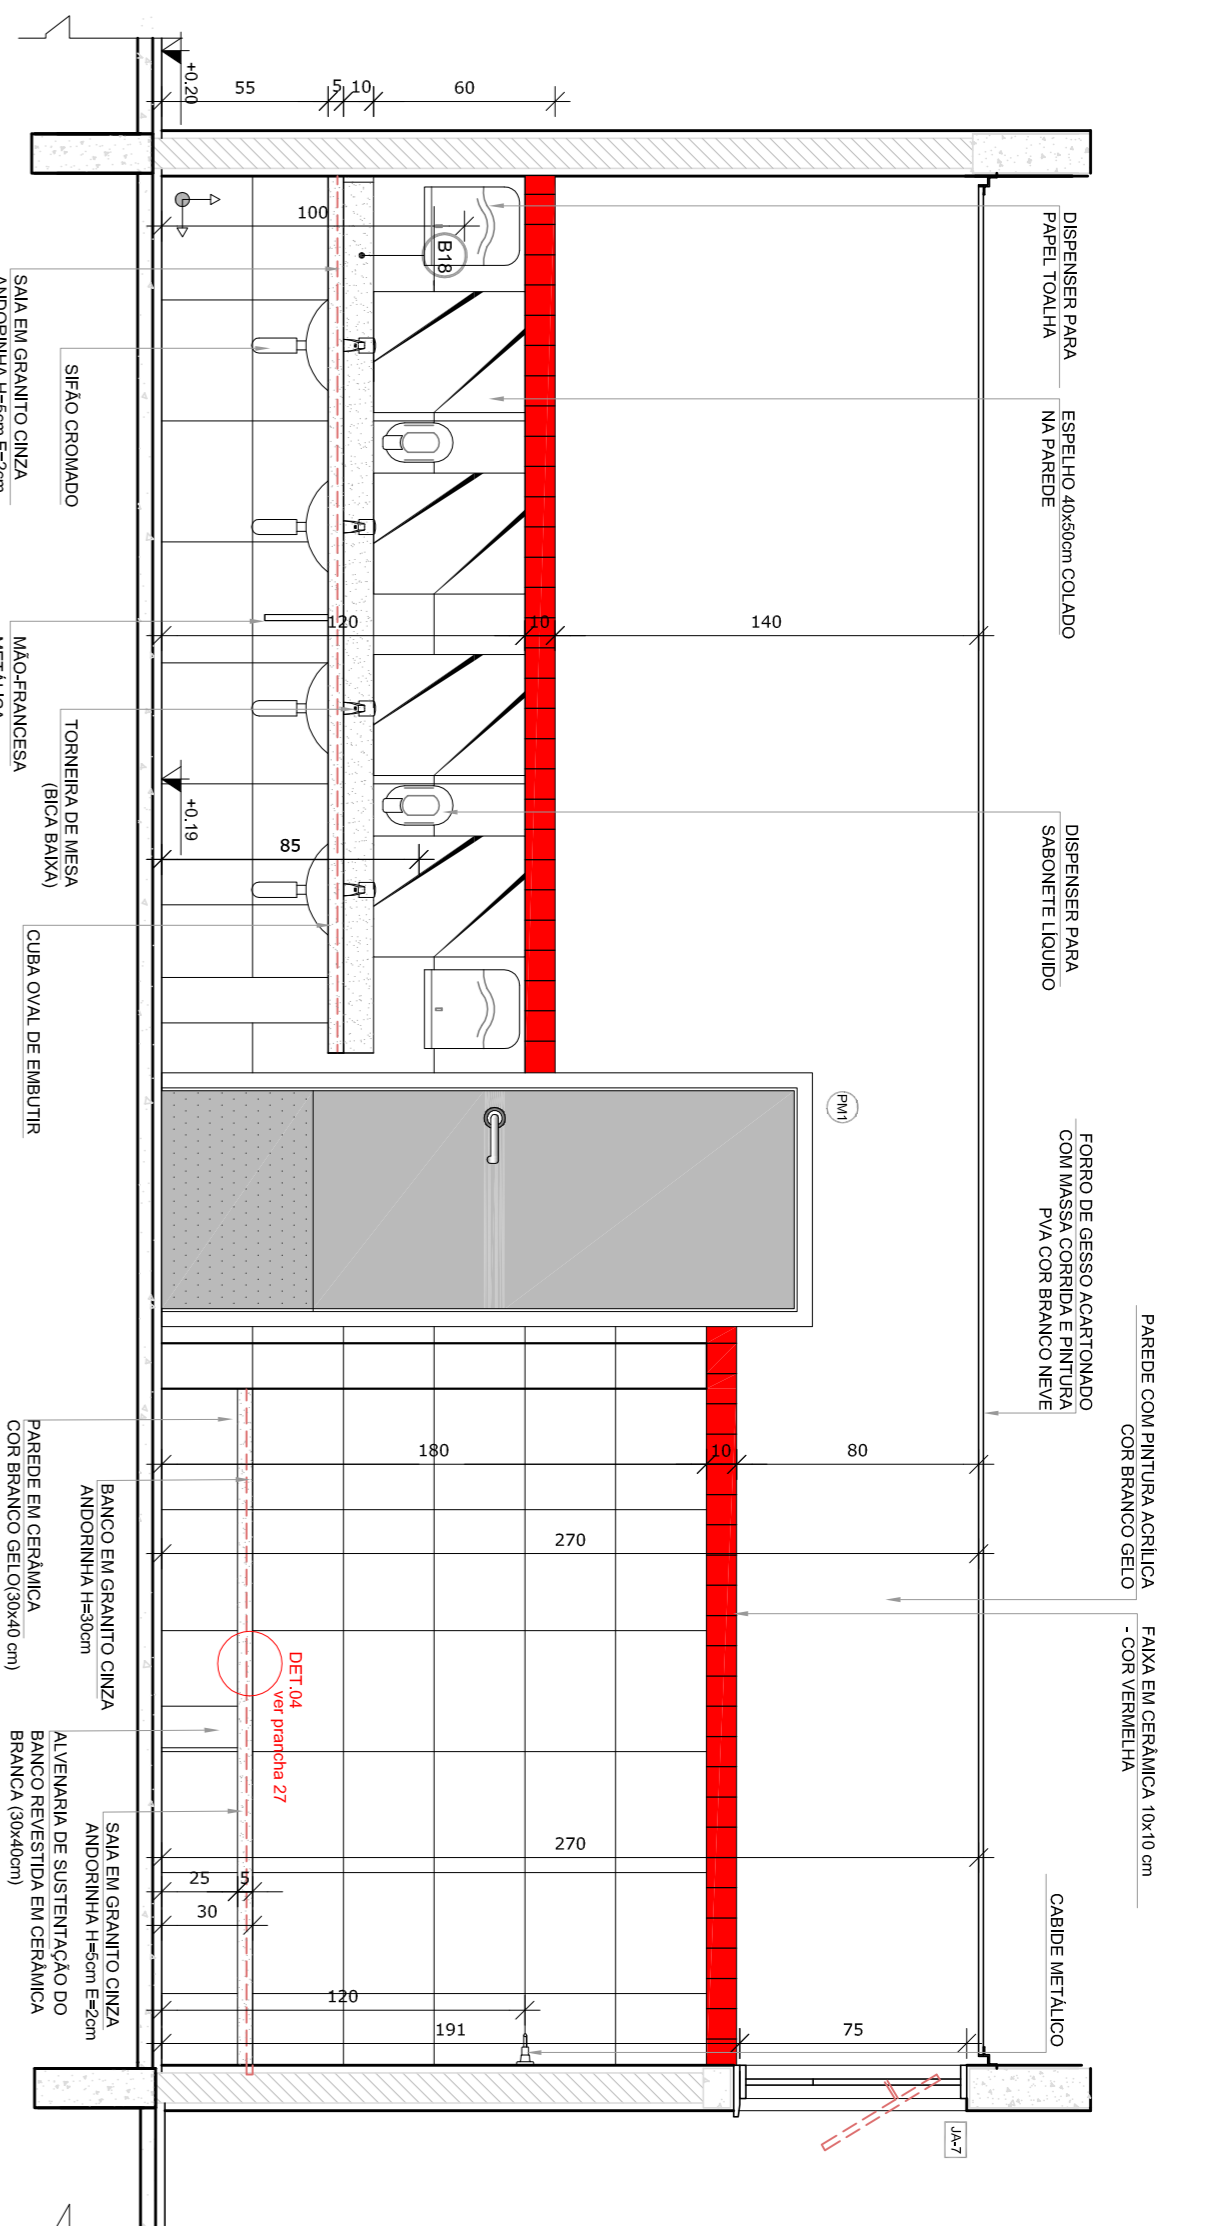 DISPENSER PARA
PAPEL TOALHA
ESPELHO 40x50cm COLADO
NA PAREDE
DISPENSER PARA
SABONETE LÍQUIDO
FORRO DE GESSO ACARTONADO
COM MASSA CORRIDA E PINTURA
PVA COR BRANCO NEVE
PAREDE COM PINTURA ACRÍLICA
COR BRANCO GELO
FAIXA EM CERÂMICA 10x10 cm
- COR VERMELHA
CABIDE METÁLICO
JA-7
PM1
B18
60
10
5
55
+0.20
100
140
10
120
85
+0.19
80
10
180
270
270
25
5
30
120
191
75
DET.04
ver prancha 27
SAIA EM GRANITO CINZA
ANDORINHA H=5cm E=2cm
SIFÃO CROMADO
MÃO-FRANCESA
METÁLICA
TORNEIRA DE MESA
(BICA BAIXA)
CUBA OVAL DE EMBUTIR
PAREDE EM CERÂMICA
COR BRANCO GELO(30x40 cm)
BANCO EM GRANITO CINZA
ANDORINHA H=30cm
ALVENARIA DE SUSTENTAÇÃO DO
BANCO REVESTIDA EM CERÂMICA
BRANCA (30x40cm)
SAIA EM GRANITO CINZA
ANDORINHA H=5cm E=2cm